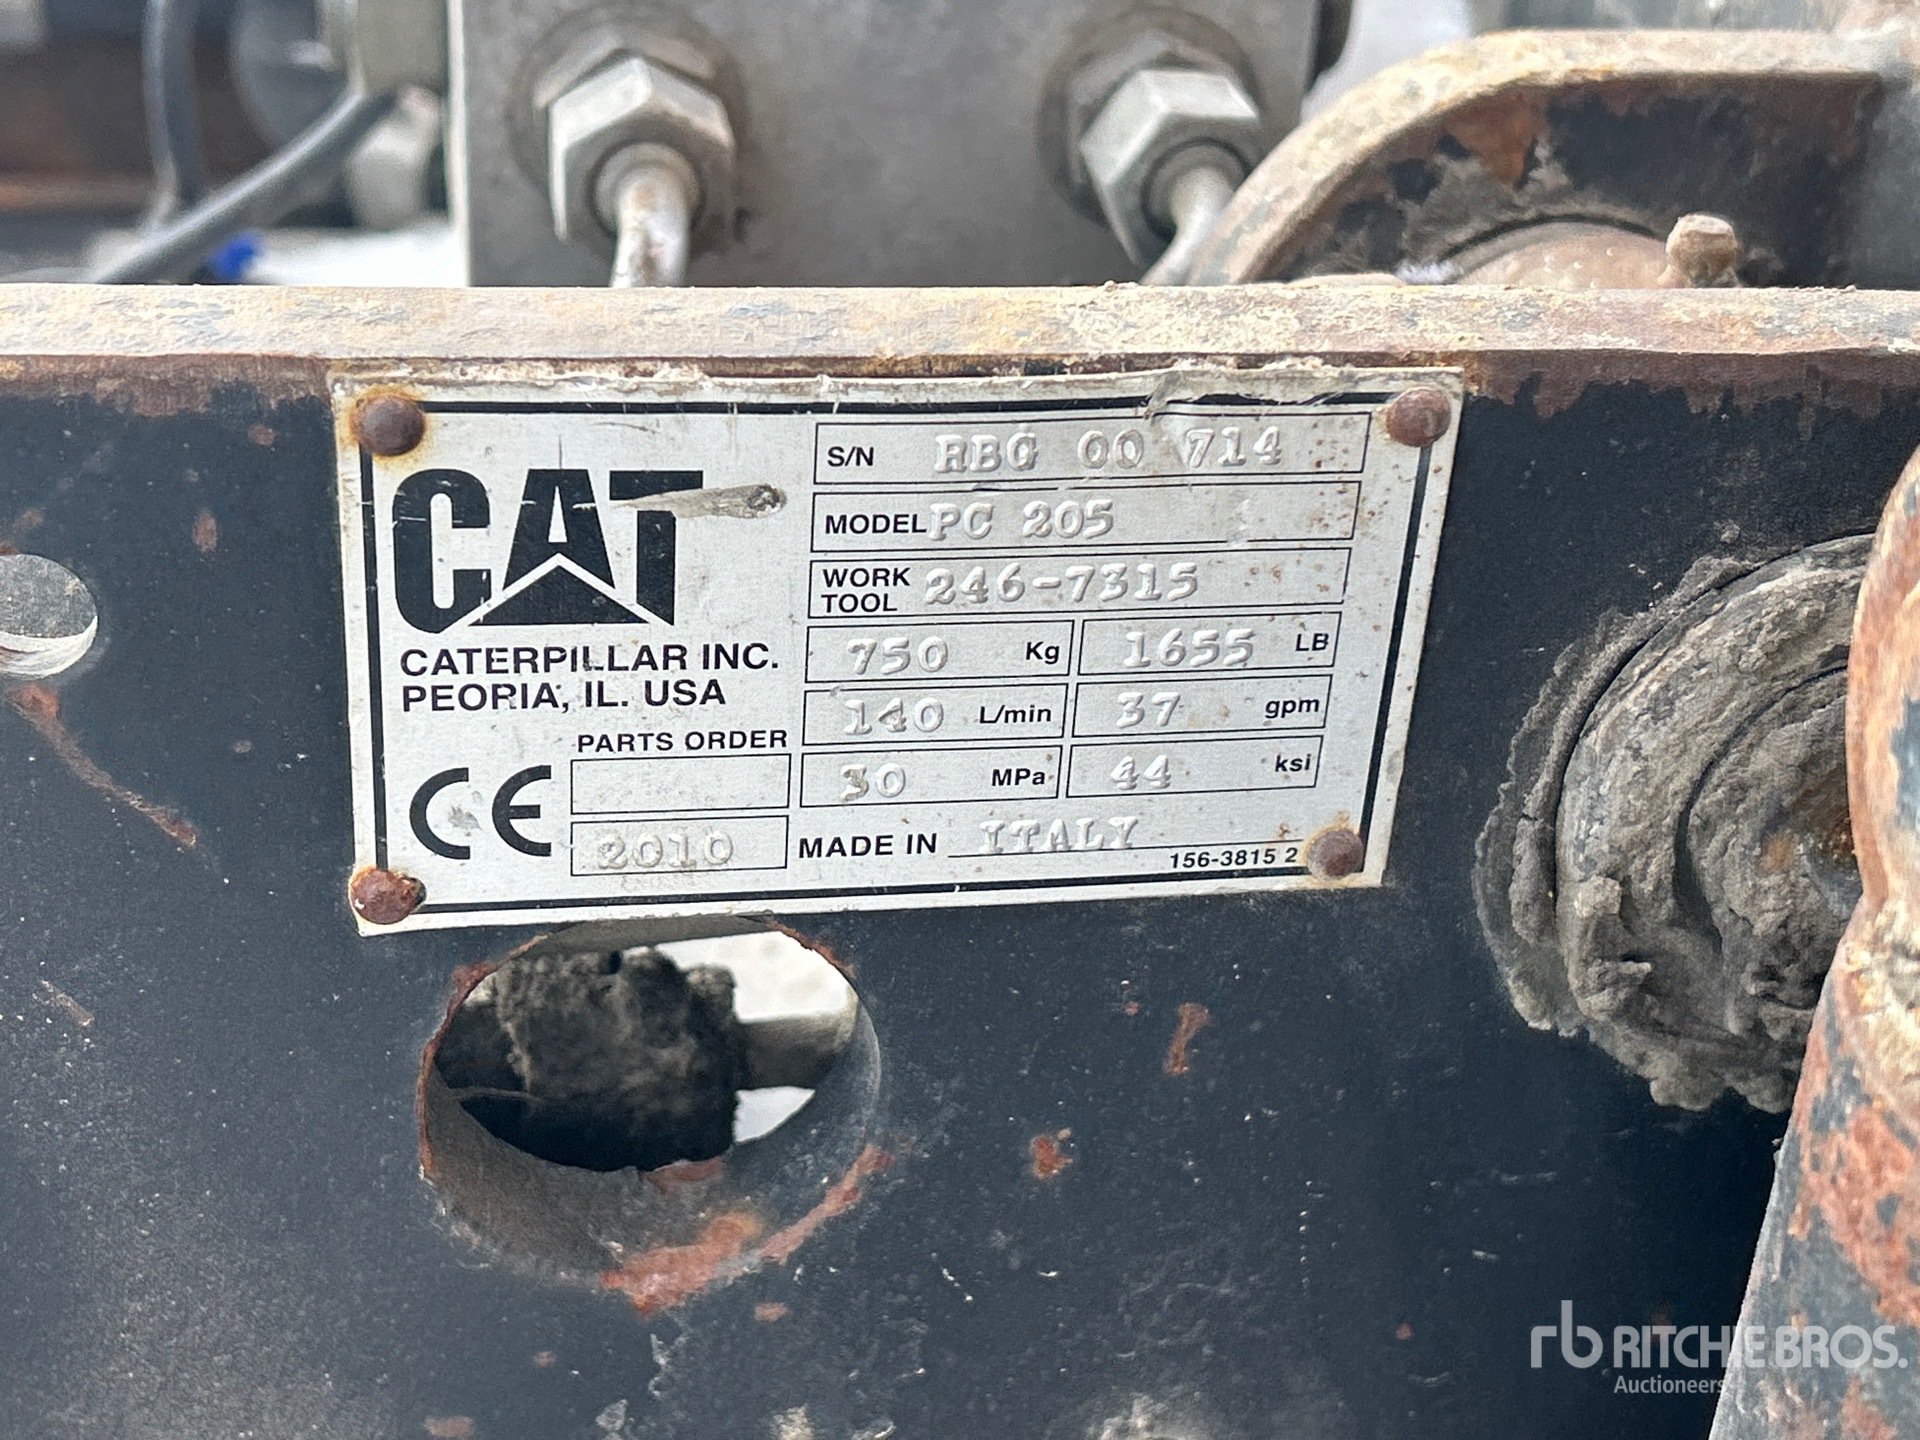 CAT
CATERPILLAR INC.
PEORIA, IL. USA
S/N RBG 00 714
MODEL PC 205
WORK TOOL 246-7315
750 Kg 1655 LB
140 L/min 37 gpm
30 MPa 44 ksi
PARTS ORDER
CE
2010
MADE IN ITALY
156-3815 2
rb RITCHIE BROS.
Auctioneers